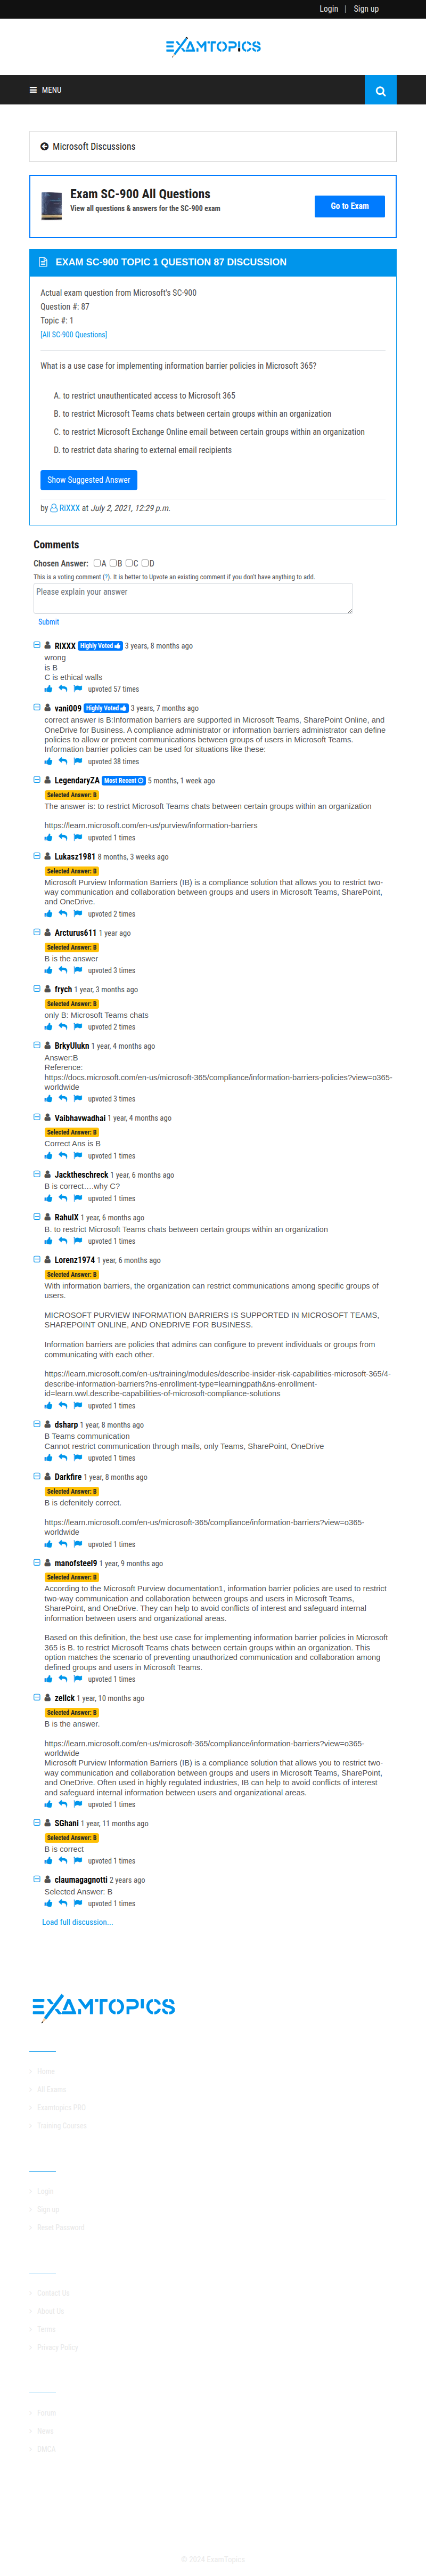 Login | Sign up
EXAMTOPICS
MENU
Microsoft Discussions
Exam SC-900 All Questions
View all questions & answers for the SC-900 exam
Go to Exam
EXAM SC-900 TOPIC 1 QUESTION 87 DISCUSSION
Actual exam question from Microsoft's SC-900
Question #: 87
Topic #: 1
[All SC-900 Questions]
What is a use case for implementing information barrier policies in Microsoft 365?
A. to restrict unauthenticated access to Microsoft 365
B. to restrict Microsoft Teams chats between certain groups within an organization
C. to restrict Microsoft Exchange Online email between certain groups within an organization
D. to restrict data sharing to external email recipients
Show Suggested Answer
by RiXXX at July 2, 2021, 12:29 p.m.
Comments
Chosen Answer: A B C D
This is a voting comment (?). It is better to Upvote an existing comment if you don't have anything to add.
Please explain your answer
Submit
RiXXX Highly Voted 3 years, 8 months ago
wrong
is B
C is ethical walls
upvoted 57 times
vani009 Highly Voted 3 years, 7 months ago
correct answer is B:Information barriers are supported in Microsoft Teams, SharePoint Online, and
OneDrive for Business. A compliance administrator or information barriers administrator can define
policies to allow or prevent communications between groups of users in Microsoft Teams.
Information barrier policies can be used for situations like these:
upvoted 38 times
LegendaryZA Most Recent 5 months, 1 week ago
Selected Answer: B
The answer is: to restrict Microsoft Teams chats between certain groups within an organization
https://learn.microsoft.com/en-us/purview/information-barriers
upvoted 1 times
Lukasz1981 8 months, 3 weeks ago
Selected Answer: B
Microsoft Purview Information Barriers (IB) is a compliance solution that allows you to restrict two-
way communication and collaboration between groups and users in Microsoft Teams, SharePoint,
and OneDrive.
upvoted 2 times
Arcturus611 1 year ago
Selected Answer: B
B is the answer
upvoted 3 times
frych 1 year, 3 months ago
Selected Answer: B
only B: Microsoft Teams chats
upvoted 2 times
BrkyUlukn 1 year, 4 months ago
Answer:B
Reference:
https://docs.microsoft.com/en-us/microsoft-365/compliance/information-barriers-policies?view=o365-
worldwide
upvoted 3 times
Vaibhavwadhai 1 year, 4 months ago
Selected Answer: B
Correct Ans is B
upvoted 1 times
Jacktheschreck 1 year, 6 months ago
B is correct….why C?
upvoted 1 times
RahulX 1 year, 6 months ago
B. to restrict Microsoft Teams chats between certain groups within an organization
upvoted 1 times
Lorenz1974 1 year, 6 months ago
Selected Answer: B
With information barriers, the organization can restrict communications among specific groups of
users.
MICROSOFT PURVIEW INFORMATION BARRIERS IS SUPPORTED IN MICROSOFT TEAMS,
SHAREPOINT ONLINE, AND ONEDRIVE FOR BUSINESS.
Information barriers are policies that admins can configure to prevent individuals or groups from
communicating with each other.
https://learn.microsoft.com/en-us/training/modules/describe-insider-risk-capabilities-microsoft-365/4-
describe-information-barriers?ns-enrollment-type=learningpath&ns-enrollment-
id=learn.wwl.describe-capabilities-of-microsoft-compliance-solutions
upvoted 1 times
dsharp 1 year, 8 months ago
B Teams communication
Cannot restrict communication through mails, only Teams, SharePoint, OneDrive
upvoted 1 times
Darkfire 1 year, 8 months ago
Selected Answer: B
B is defenitely correct.
https://learn.microsoft.com/en-us/microsoft-365/compliance/information-barriers?view=o365-
worldwide
upvoted 1 times
manofsteel9 1 year, 9 months ago
Selected Answer: B
According to the Microsoft Purview documentation1, information barrier policies are used to restrict
two-way communication and collaboration between groups and users in Microsoft Teams,
SharePoint, and OneDrive. They can help to avoid conflicts of interest and safeguard internal
information between users and organizational areas.
Based on this definition, the best use case for implementing information barrier policies in Microsoft
365 is B. to restrict Microsoft Teams chats between certain groups within an organization. This
option matches the scenario of preventing unauthorized communication and collaboration among
defined groups and users in Microsoft Teams.
upvoted 1 times
zellck 1 year, 10 months ago
Selected Answer: B
B is the answer.
https://learn.microsoft.com/en-us/microsoft-365/compliance/information-barriers?view=o365-
worldwide
Microsoft Purview Information Barriers (IB) is a compliance solution that allows you to restrict two-
way communication and collaboration between groups and users in Microsoft Teams, SharePoint,
and OneDrive. Often used in highly regulated industries, IB can help to avoid conflicts of interest
and safeguard internal information between users and organizational areas.
upvoted 1 times
SGhani 1 year, 11 months ago
Selected Answer: B
B is correct
upvoted 1 times
claumagagnotti 2 years ago
Selected Answer: B
upvoted 1 times
Load full discussion...
EXAMTOPICS
Home
All Exams
Examtopics PRO
Training Courses
Login
Sign up
Reset Password
Contact Us
About Us
Terms
Privacy Policy
Forum
News
DMCA
© 2024 ExamTopics